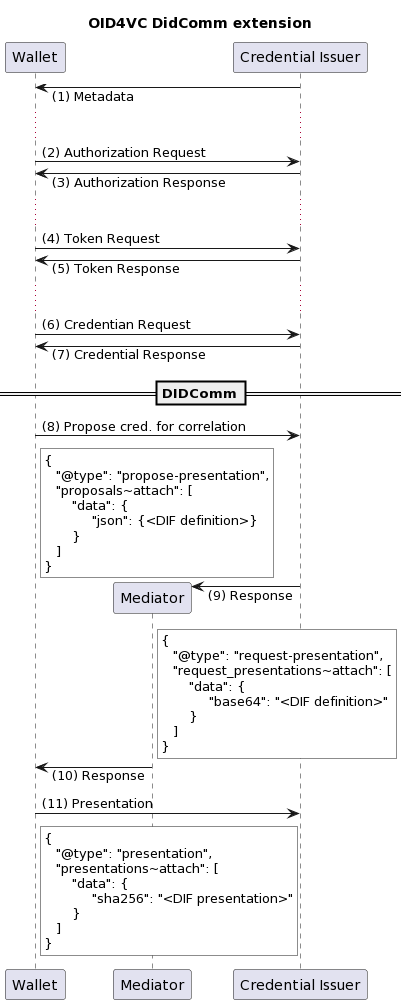 OID4VC DidComm extension
Wallet
Credential Issuer
(1) Metadata
(2) Authorization Request
(3) Authorization Response
(4) Token Request
(5) Token Response
(6) Credentian Request
(7) Credential Response
DIDComm
(8) Propose cred. for correlation
{
"@type": "propose-presentation",
"proposals~attach": [
"data": {
"json": {<DIF definition>}
}
]
}
Mediator
(9) Response
{
"@type": "request-presentation",
"request_presentations~attach": [
"data": {
"base64": "<DIF definition>"
}
]
}
(10) Response
(11) Presentation
{
"@type": "presentation",
"presentations~attach": [
"data": {
"sha256": "<DIF presentation>"
}
]
}
Wallet
Mediator
Credential Issuer